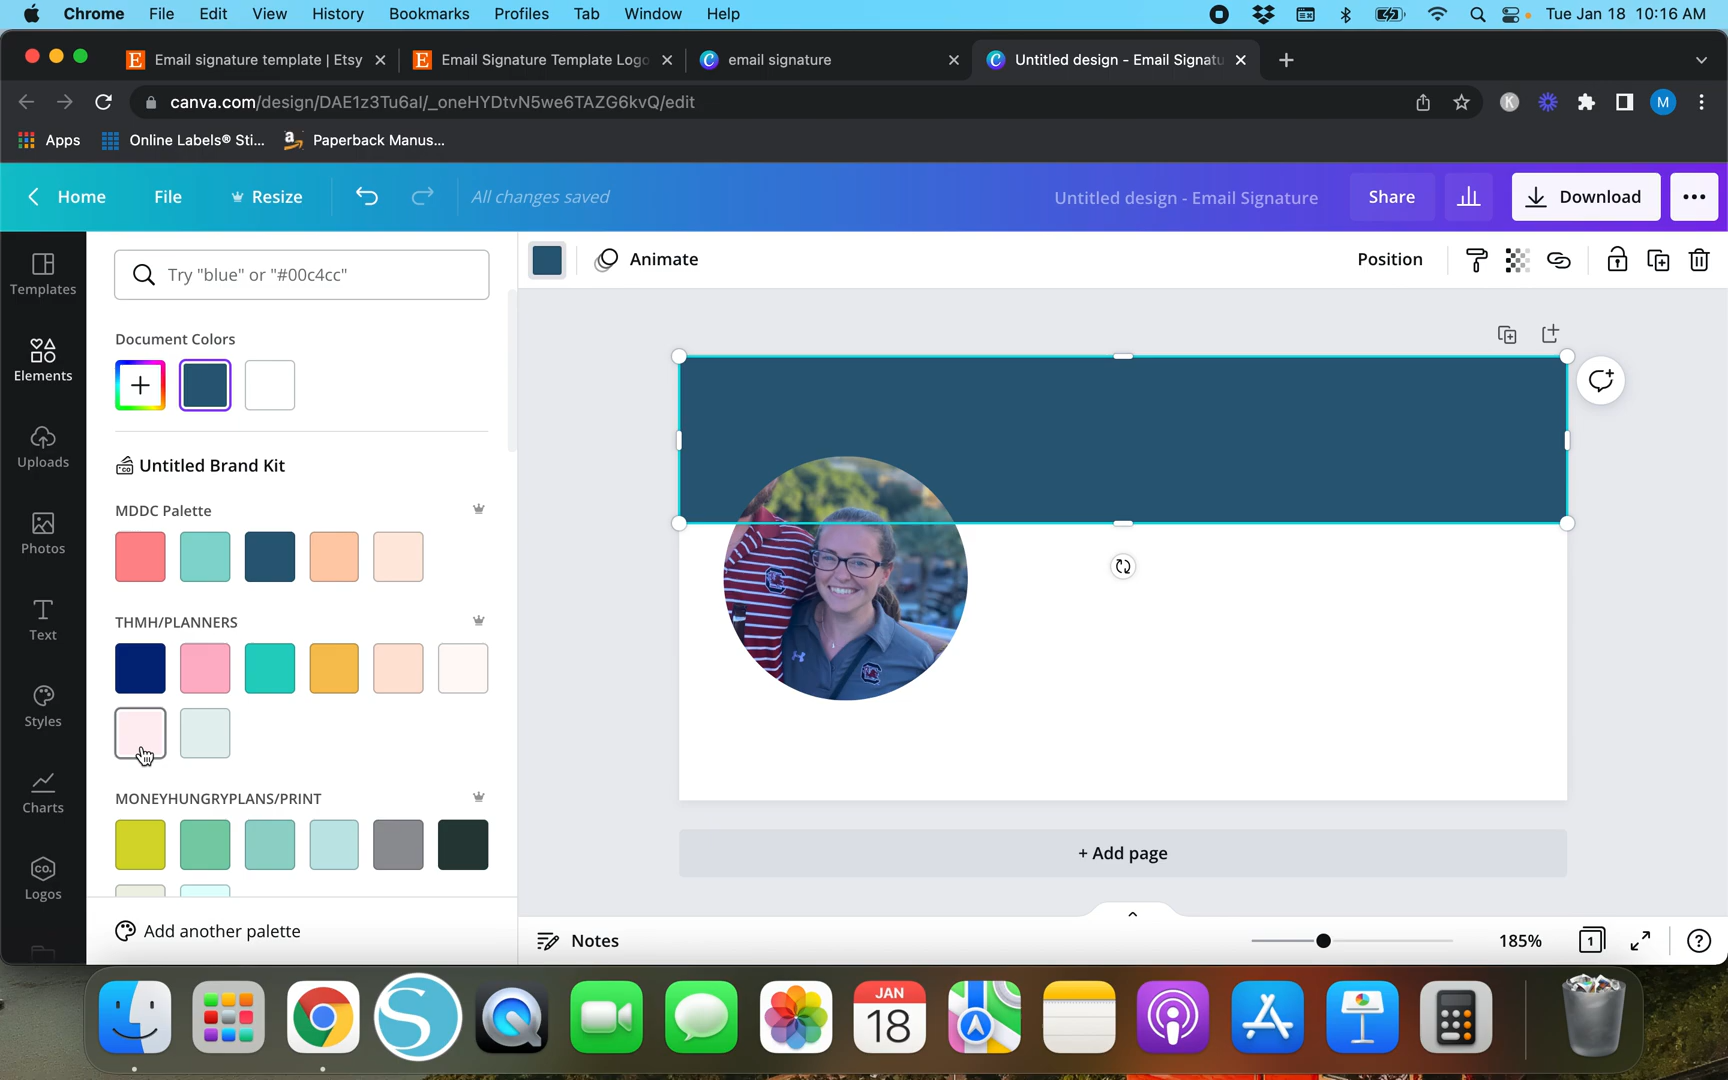 Chrome File Edit View History Bookmarks Profiles Tab Window Help Tue Jan 18 10:16 AM
Email signature template | Etsy Email Signature Template Logo email signature Untitled design - Email Signatu
canva.com/design/DAE1z3Tu6aI/_oneHYDtvN5we6TAZG6kvQ/edit K M
Apps Online Labels® Sti... Paperback Manus...
Home File Resize All changes saved Untitled design - Email Signature Share Download
Templates
Elements
Uploads
Photos
Text
Styles
Charts
CO.
Logos
Try "blue" or "#00c4cc"
Document Colors
Untitled Brand Kit
MDDC Palette
THMH/PLANNERS
MONEYHUNGRYPLANS/PRINT
Add another palette
Animate Position
+ Add page
Notes 185% 1
JAN
18